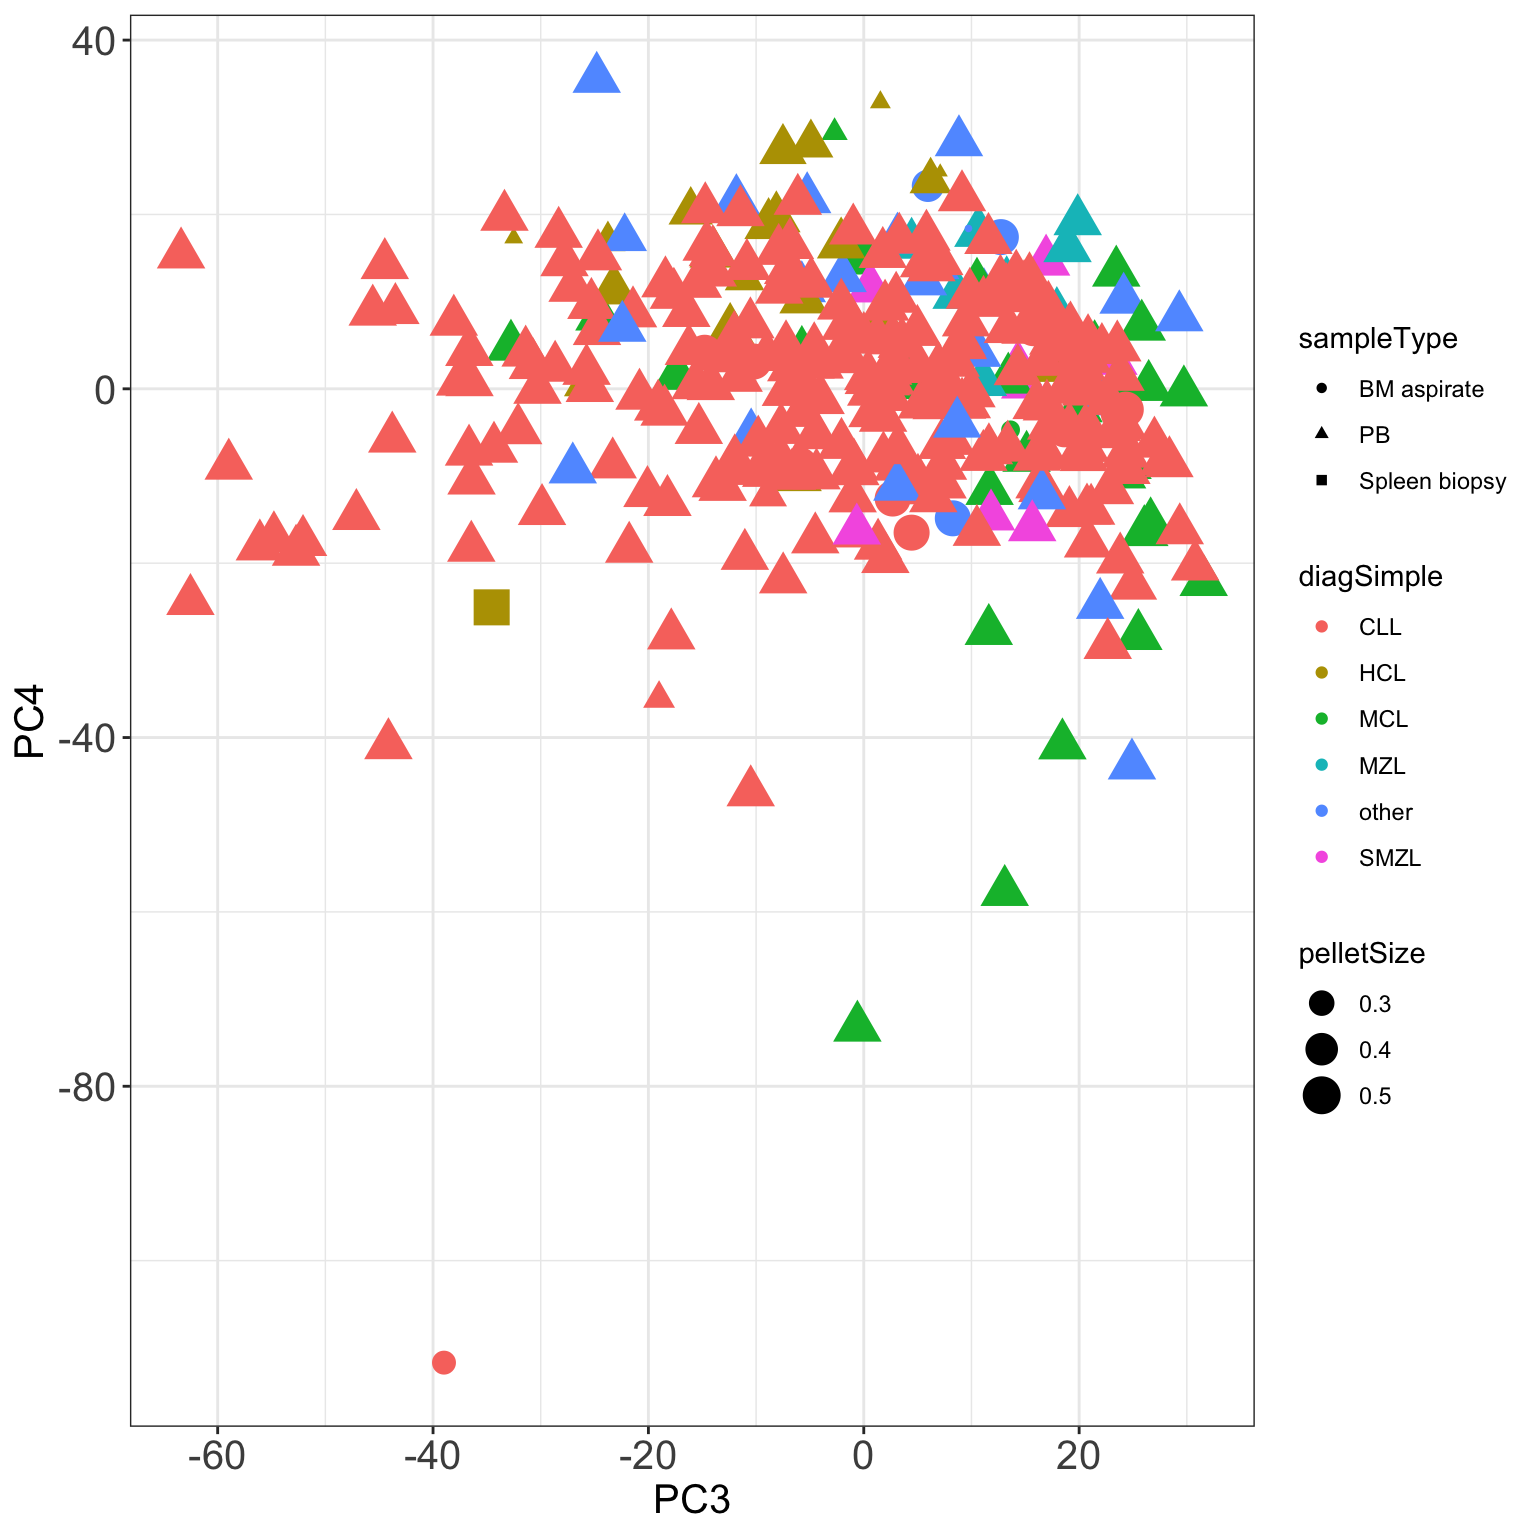 40
0
-40
-80
PC4
-60
-40
-20
0
20
PC3
sampleType
BM aspirate
PB
Spleen biopsy
diagSimple
CLL
HCL
MCL
MZL
other
SMZL
pelletSize
0.3
0.4
0.5